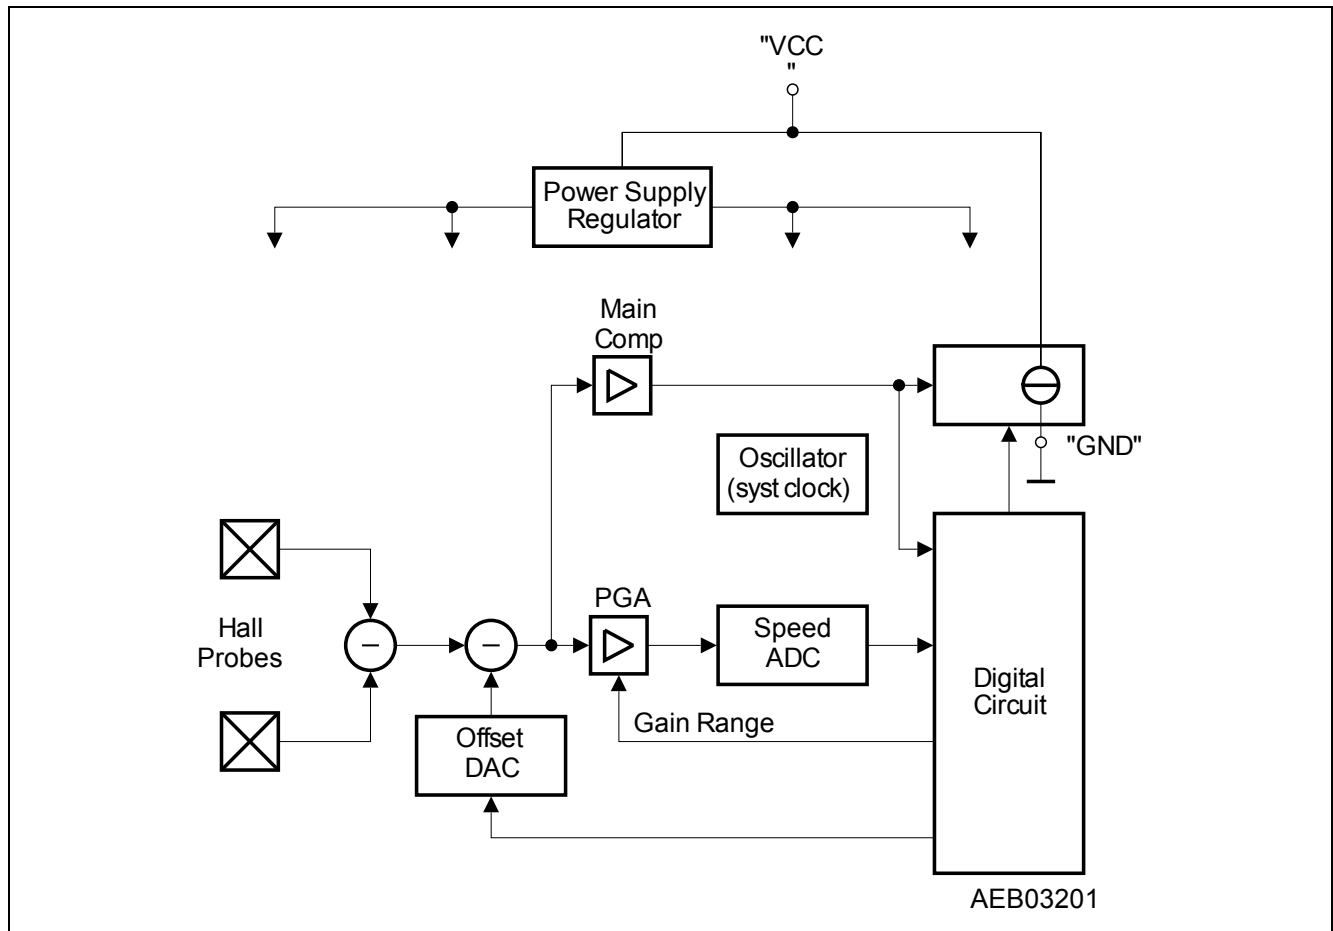 "VCC
"
Power Supply
Regulator
Main
Comp
"GND"
Oscillator
(syst clock)
PGA
Hall
Probes
Speed
ADC
Digital
Circuit
Gain Range
Offset
DAC
AEB03201